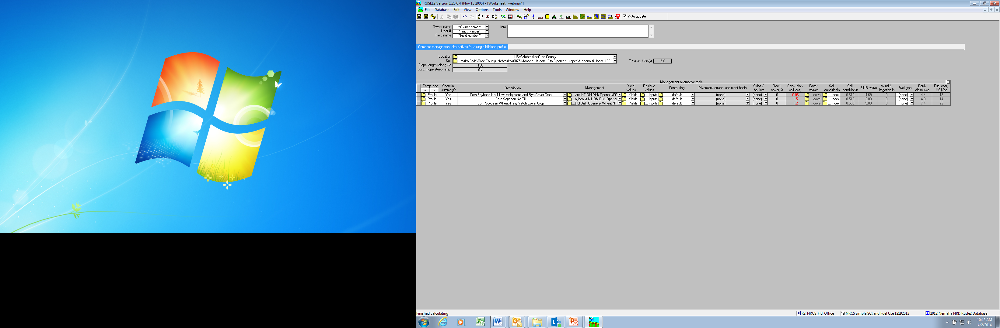 RUSLE2 Version 1.26.6.4 (Nov 13 2006) - [Worksheet: webinar*]
File Database Edit View Options Tools Window Help
Auto update
Owner name **Owner name** Info
Tract # **Tract number**
Field name **Field number**
Compare management alternatives for a single hillslope profile
Location USA\Nebraska\Otoe County
Soil ...raska Soils\Otoe County, Nebraska\8075 Monona silt loam, 2 to 6 percent slopes\Monona silt loam 100% T value, t/ac/yr 5.0
Slope length (along slo 150
Avg. slope steepness, 6.0
Management alternative table
Temp. sce Show in Description Management Yield Residue Contouring Diversion/terrace, sediment basin Strips / Rock Cons. plan. Cover Soil Soil STIR value Wind & Fuel type Equiv. Fuel cost,
+ - summary? values values barriers cover, % soil loss, values conditionin conditionin irrigation-in diesel use, US$/ac
Profile Yes Corn Soybean No-Till w/ Anhydrous and Rye Cover Crop ...ans NT Dbl Disk OpenerwCC Yields ... inputs default (none) (none) 0 0.96 ... cover ... index 0.610 4.69 0 (none) 4.4 13
Profile Yes Corn Soybean No-Till ...oybeans NT Dbl Disk Opener Yields ... inputs default (none) (none) 0 1.5 ... cover ... index 0.510 3.89 0 (none) 4.8 14
Profile Yes Corn Soybean Wheat/Hairy Vetch Cover Crop ...Dbl Disk Openers- Wheat NT Yields ... inputs default (none) (none) 0 1.2 ... cover ... index 0.663 9.03 0 (none) 7.4 22
Finished calculating R2_NRCS_Fld_Office NRCS simple SCI and Fuel Use 12192013 2012 Nemaha NRD Rusle2 Database
RUSLE2
10:42 AM
4/2/2014